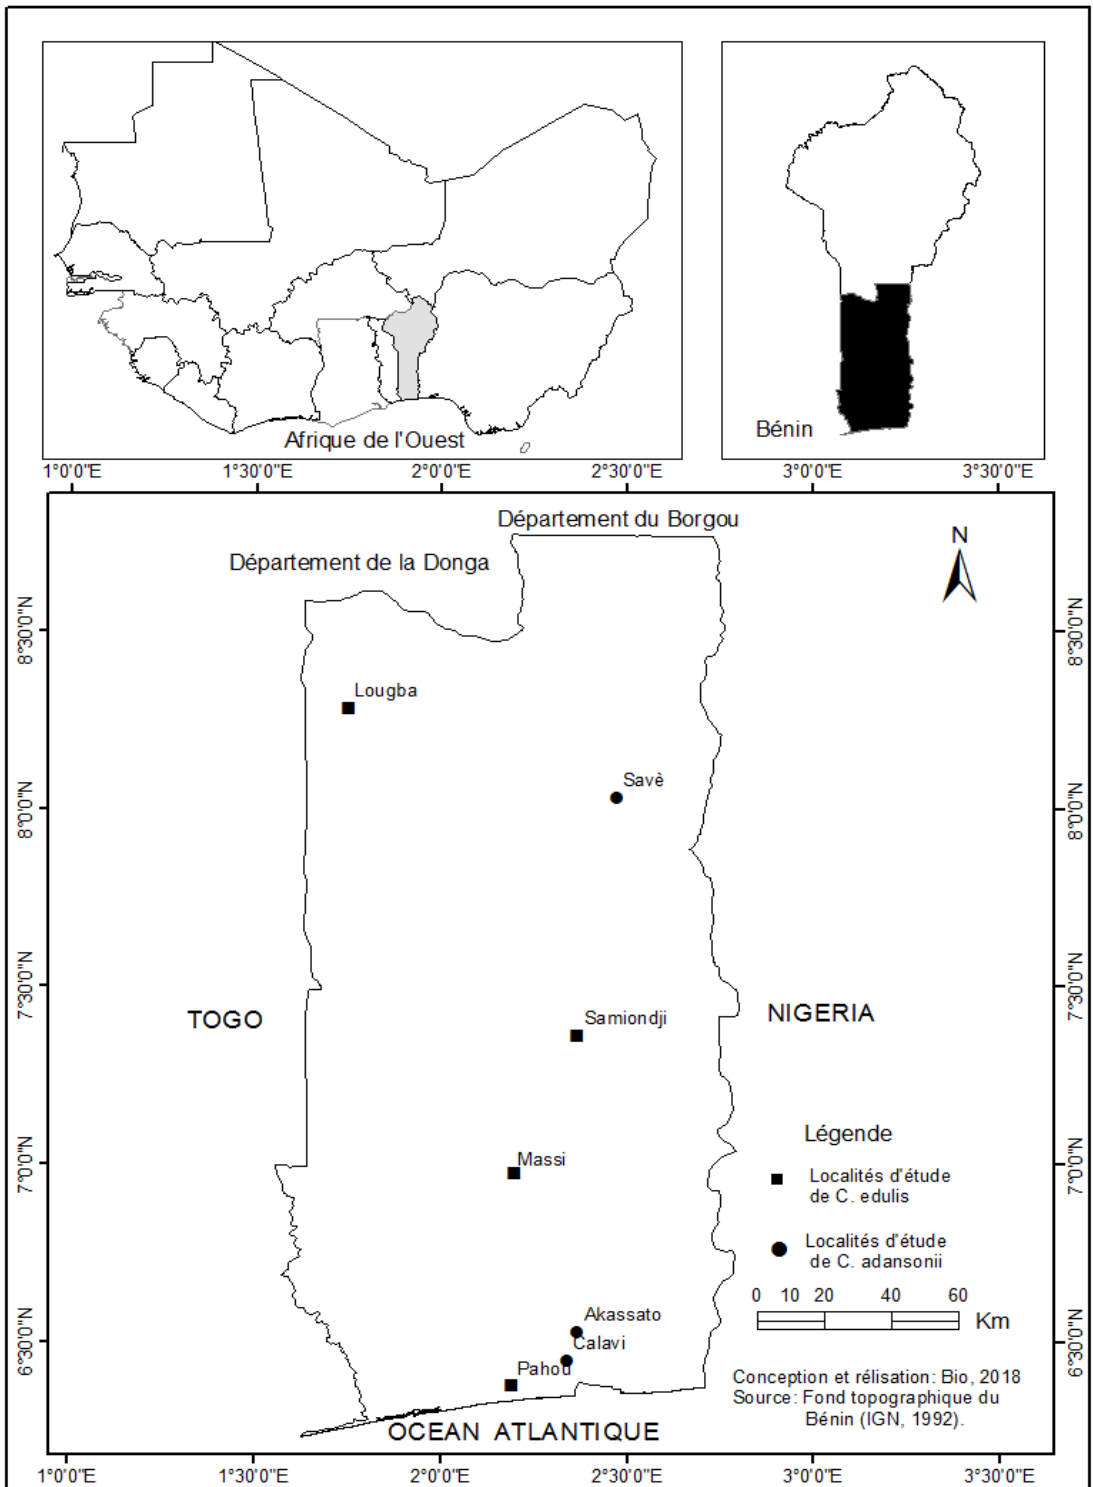 Afrique de l'Ouest
Bénin
1°0'0"E
1°30'0"E
2°0'0"E
2°30'0"E
3°0'0"E
3°30'0"E
Département du Borgou
Département de la Donga
N
8°30'0"N
8°30'0"N
Lougba
Savè
8°0'0"N
8°0'0"N
7°30'0"N
7°30'0"N
TOGO
Samiondji
NIGERIA
Massi
7°0'0"N
7°0'0"N
Légende
Localités d'étude
de C. edulis
Localités d'étude
de C. adansonii
0 10 20 40 60
Km
Akassato
Calavi
Pahou
6°30'0"N
6°30'0"N
Conception et rélisation: Bio, 2018
Source: Fond topographique du
Bénin (IGN, 1992).
OCEAN ATLANTIQUE
1°0'0"E
1°30'0"E
2°0'0"E
2°30'0"E
3°0'0"E
3°30'0"E